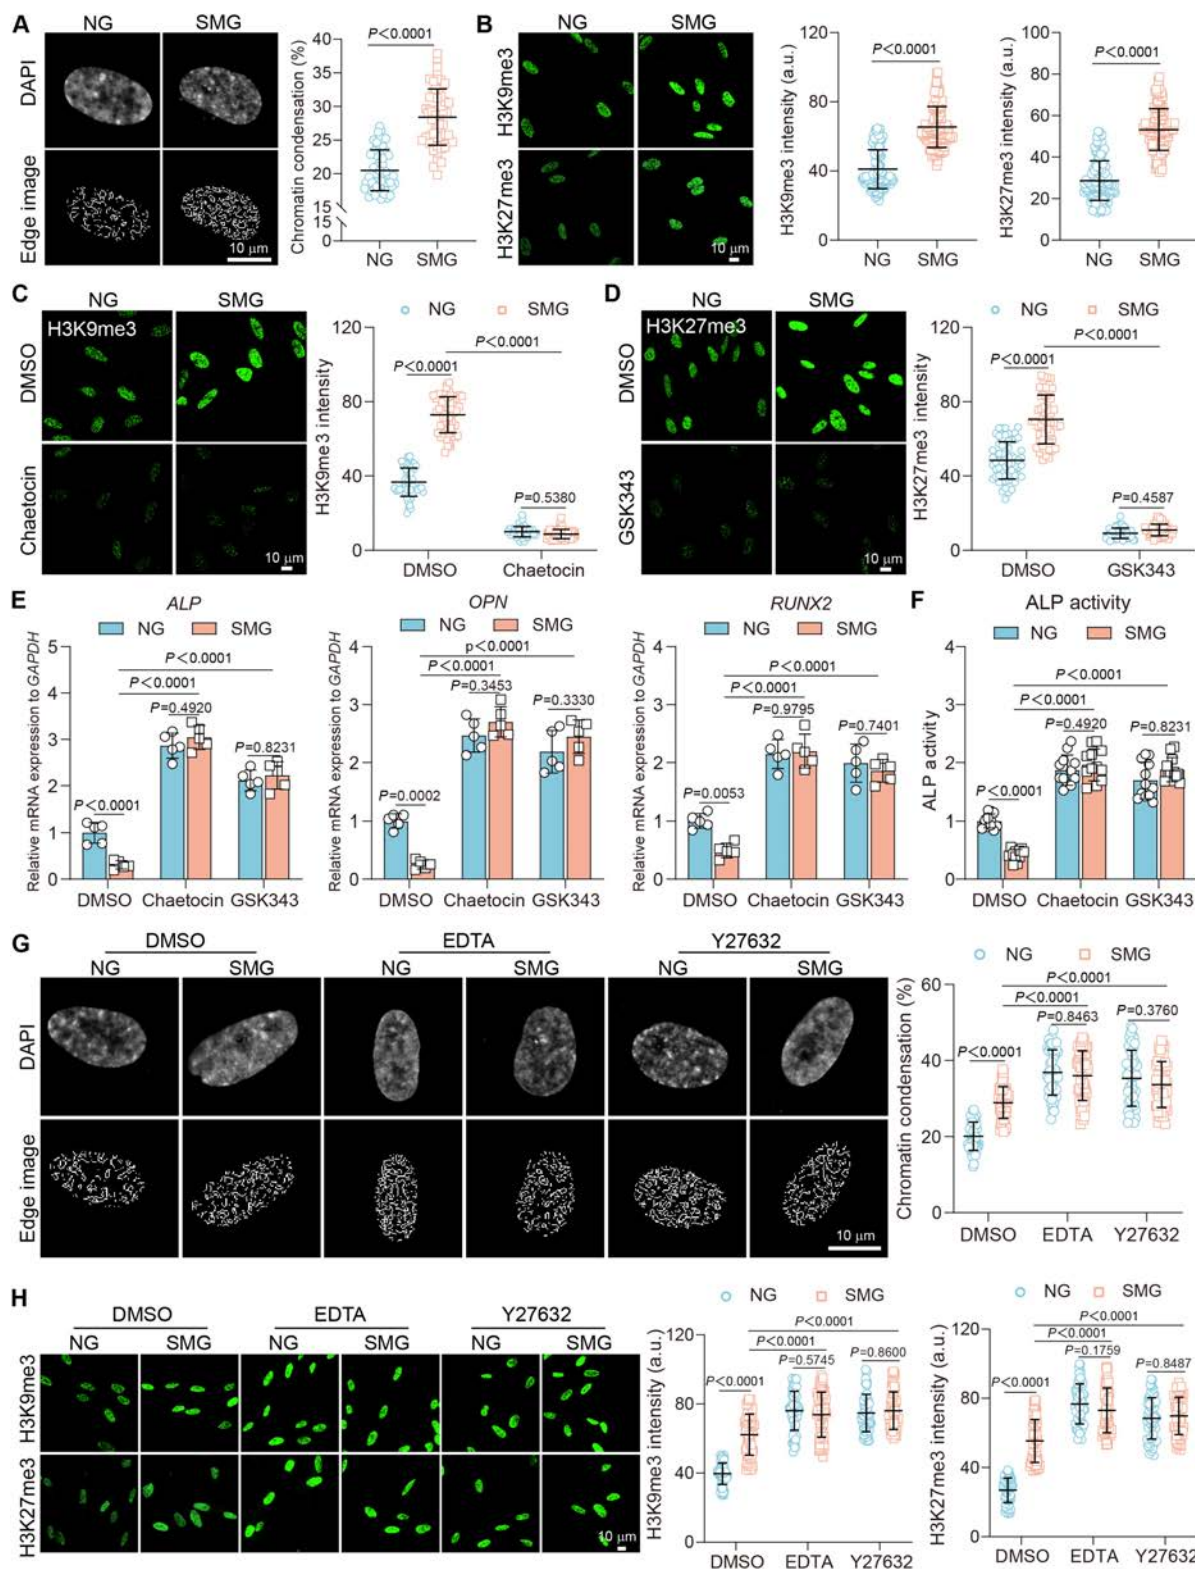 A
NG SMG
DAPI
Edge image
10 μm
P<0.0001
Chromatin condensation (%)
40
35
30
25
20
15
10
0
NG SMG
B
NG SMG
H3K9me3
H3K27me3
10 μm
P<0.0001
H3K9me3 intensity (a.u.)
120
80
40
0
NG SMG
P<0.0001
H3K27me3 intensity (a.u.)
100
80
60
40
20
0
NG SMG
C
NG SMG
H3K9me3
DMSO
Chaetocin
10 μm
NG SMG
P<0.0001
P<0.0001
P=0.5380
H3K9me3 intensity
120
80
40
0
DMSO Chaetocin
D
NG SMG
H3K27me3
DMSO
GSK343
10 μm
NG SMG
P<0.0001
P<0.0001
P=0.4587
H3K27me3 intensity
120
80
40
0
DMSO GSK343
E
ALP
NG SMG
P<0.0001
P<0.0001
P=0.4920
P=0.8231
P<0.0001
Relative mRNA expression to GAPDH
5
4
3
2
1
0
DMSO Chaetocin GSK343
OPN
NG SMG
p<0.0001
P<0.0001
P=0.3453
P=0.3330
P=0.0002
Relative mRNA expression to GAPDH
4
3
2
1
0
DMSO Chaetocin GSK343
RUNX2
NG SMG
P<0.0001
P<0.0001
P=0.9795
P=0.7401
P=0.0053
Relative mRNA expression to GAPDH
4
3
2
1
0
DMSO Chaetocin GSK343
F
ALP activity
NG SMG
P<0.0001
P<0.0001
P=0.4920
P=0.8231
P<0.0001
ALP activity
4
2
0
DMSO Chaetocin GSK343
G
DMSO EDTA Y27632
NG SMG NG SMG NG SMG
DAPI
Edge image
10 μm
NG SMG
P<0.0001
P<0.0001
P=0.8463
P=0.3760
P<0.0001
Chromatin condensation (%)
60
40
20
0
DMSO EDTA Y27632
H
DMSO EDTA Y27632
NG SMG NG SMG NG SMG
H3K9me3
H3K27me3
10 μm
NG SMG
P<0.0001
P<0.0001
P=0.5745
P=0.8600
P<0.0001
H3K9me3 intensity (a.u.)
120
80
40
0
DMSO EDTA Y27632
NG SMG
P<0.0001
P<0.0001
P=0.1759
P=0.8487
P<0.0001
H3K27me3 intensity (a.u.)
120
80
40
0
DMSO EDTA Y27632